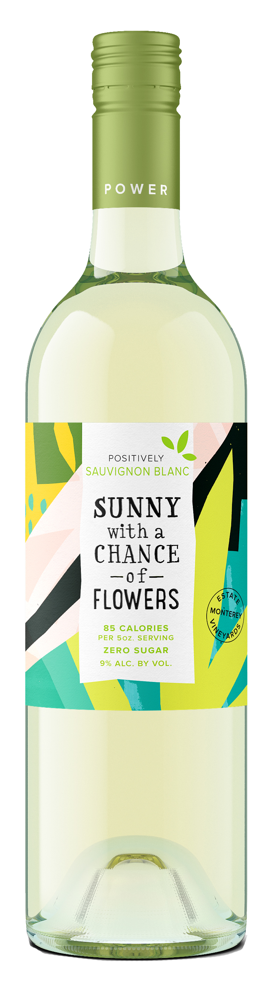 POWER
POSITIVELY
SAUVIGNON BLANC
SUNNY
with a
CHANCE
—of—
FLOWERS
85 CALORIES
PER 5oz. SERVING
ZERO SUGAR
9% ALC. BY VOL.
ESTATE
MONTEREY
VINEYARDS